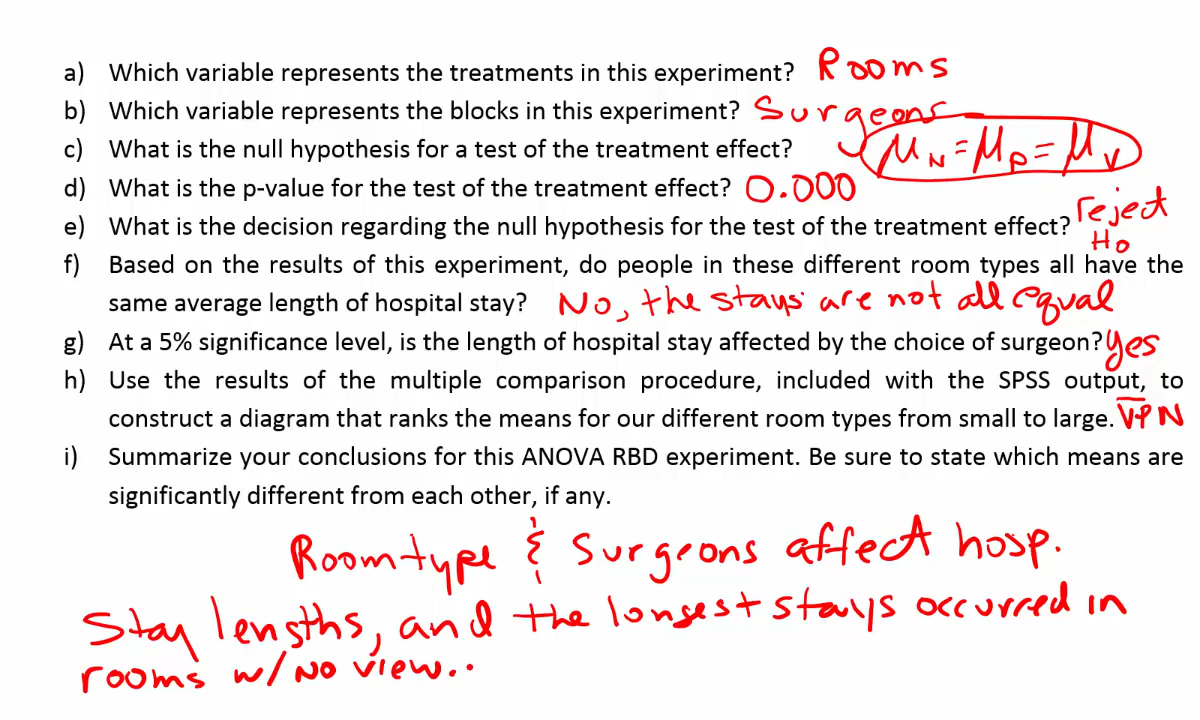 a) Which variable represents the treatments in this experiment? Rooms
b) Which variable represents the blocks in this experiment? Surgeons
c) What is the null hypothesis for a test of the treatment effect? μN = μP = μV
d) What is the p-value for the test of the treatment effect? 0.000
e) What is the decision regarding the null hypothesis for the test of the treatment effect? reject Ho
f) Based on the results of this experiment, do people in these different room types all have the
same average length of hospital stay? No, the stays are not all equal
g) At a 5% significance level, is the length of hospital stay affected by the choice of surgeon? Yes
h) Use the results of the multiple comparison procedure, included with the SPSS output, to
construct a diagram that ranks the means for our different room types from small to large. VP N
i) Summarize your conclusions for this ANOVA RBD experiment. Be sure to state which means are
significantly different from each other, if any.
Roomtype & Surgeons affect hosp.
Stay lengths, and the longest stays occurred in
rooms w/ No view..